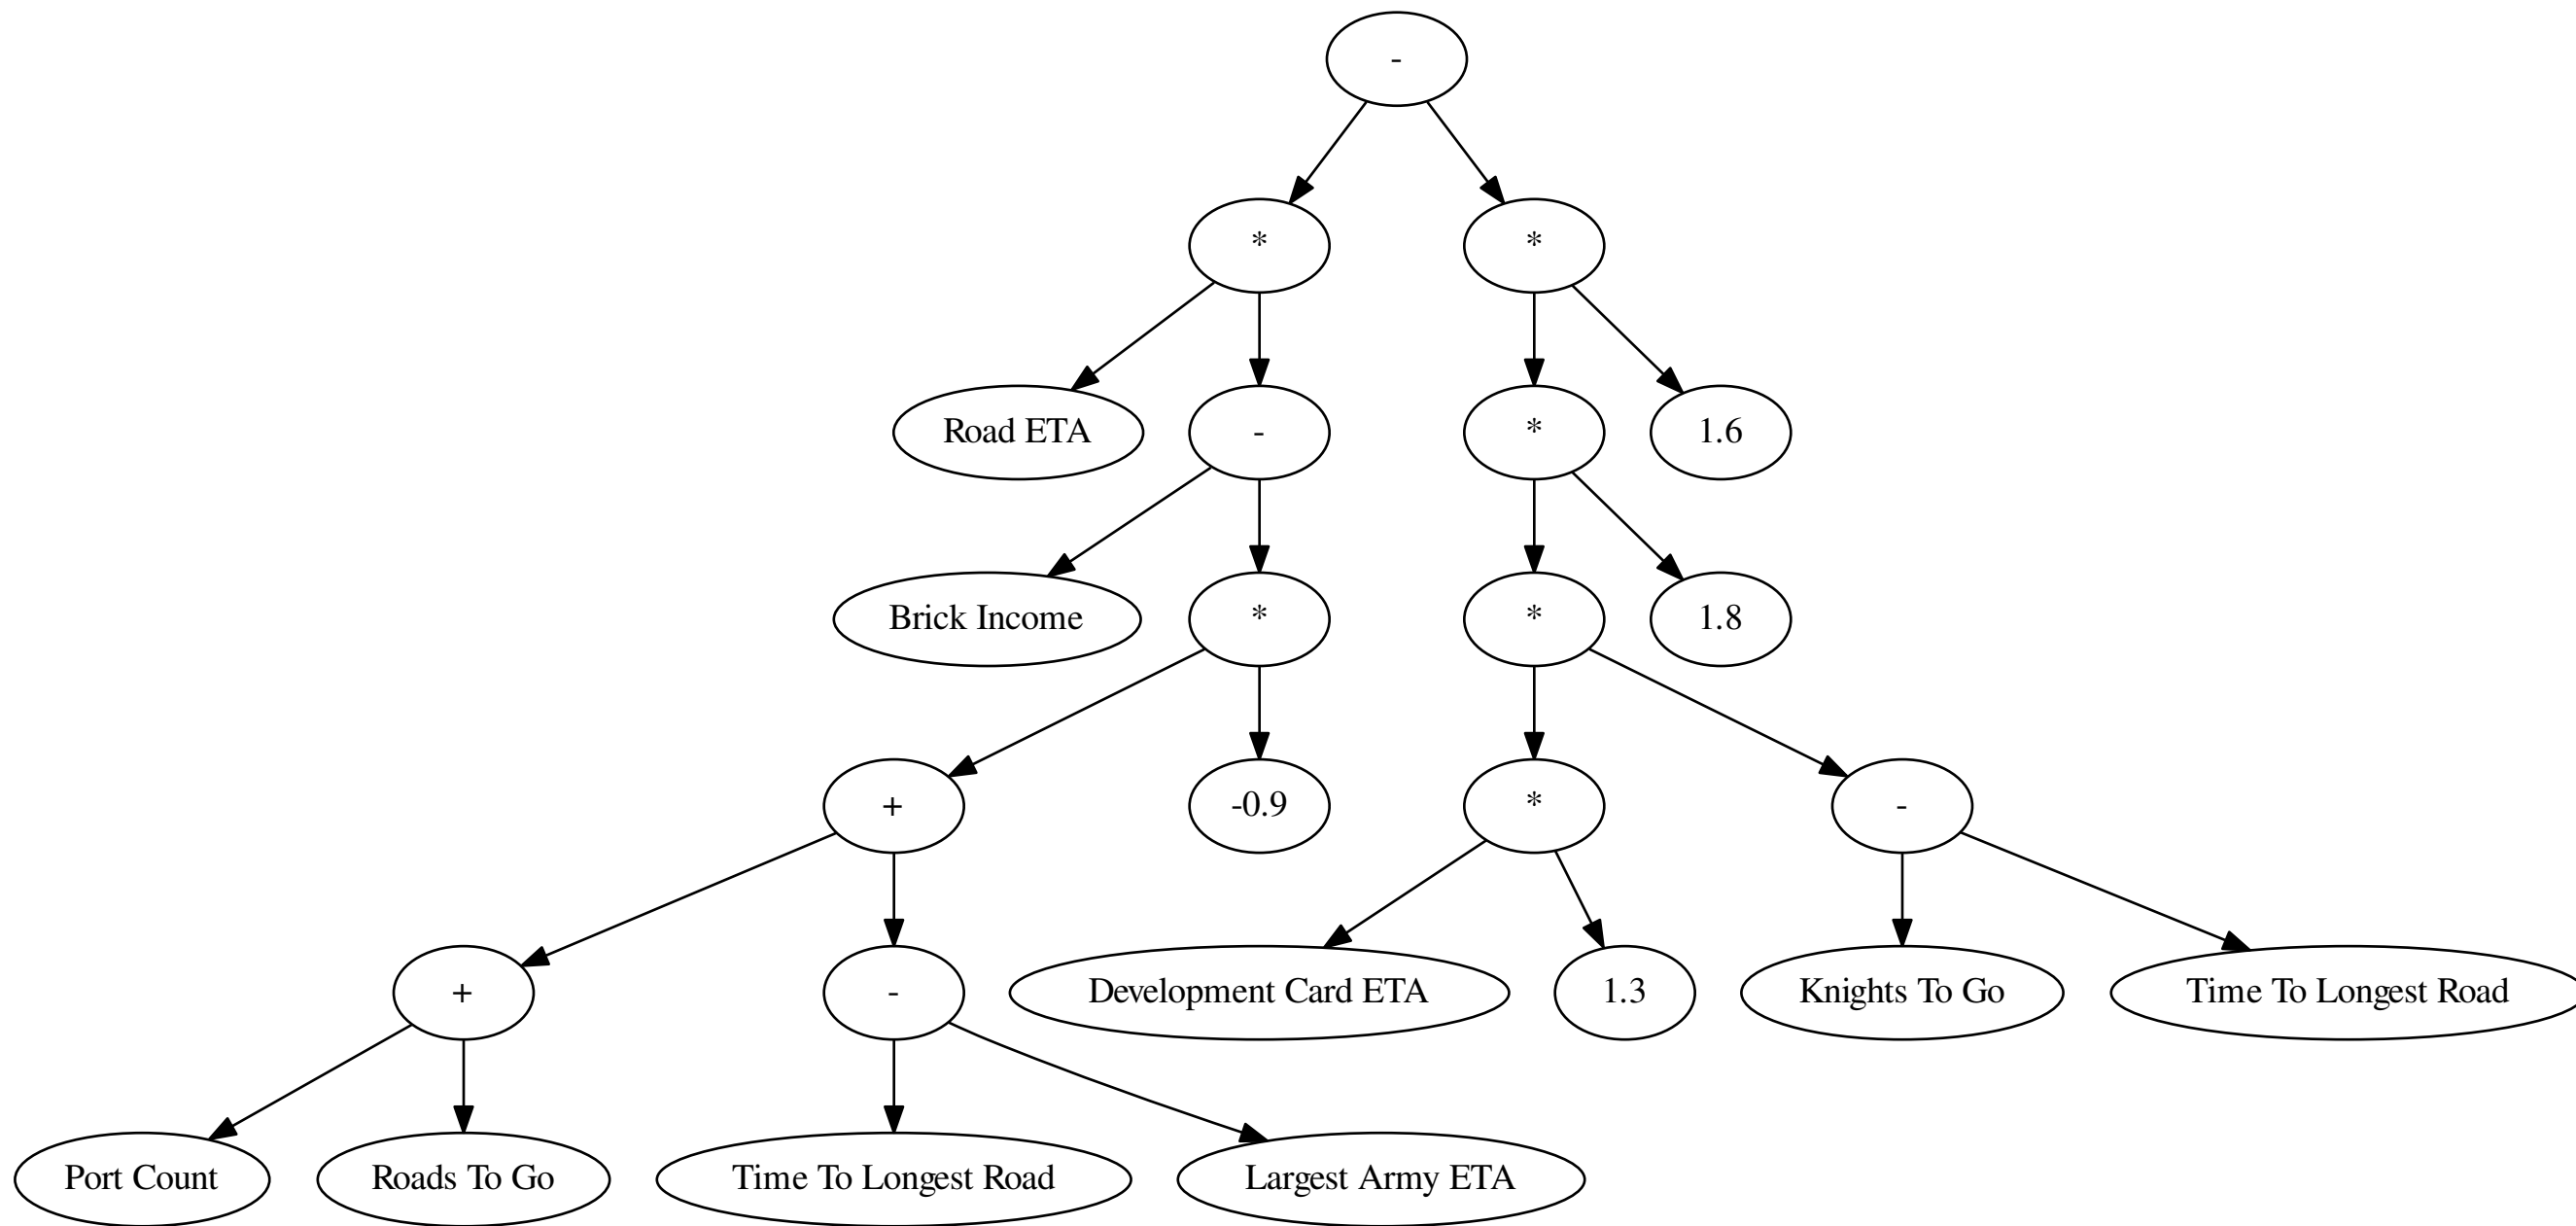 -
*
*
Road ETA
-
*
1.6
Brick Income
*
*
1.8
+
-0.9
*
-
+
-
Development Card ETA
1.3
Knights To Go
Time To Longest Road
Port Count
Roads To Go
Time To Longest Road
Largest Army ETA